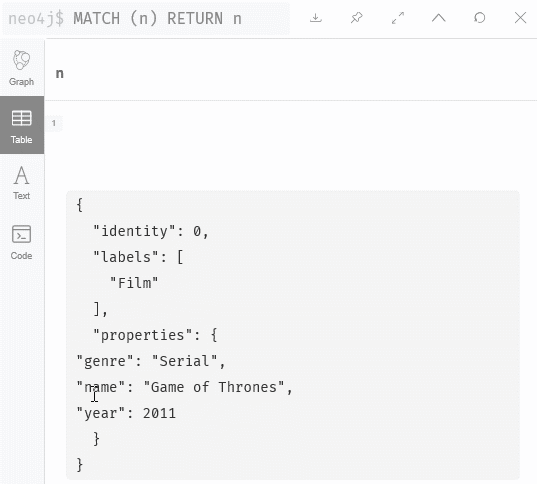 neo4j$ MATCH (n) RETURN n
Graph
n
Table
1
Text
Code
{
  "identity": 0,
  "labels": [
    "Film"
  ],
  "properties": {
"genre": "Serial",
"name": "Game of Thrones",
"year": 2011
  }
}